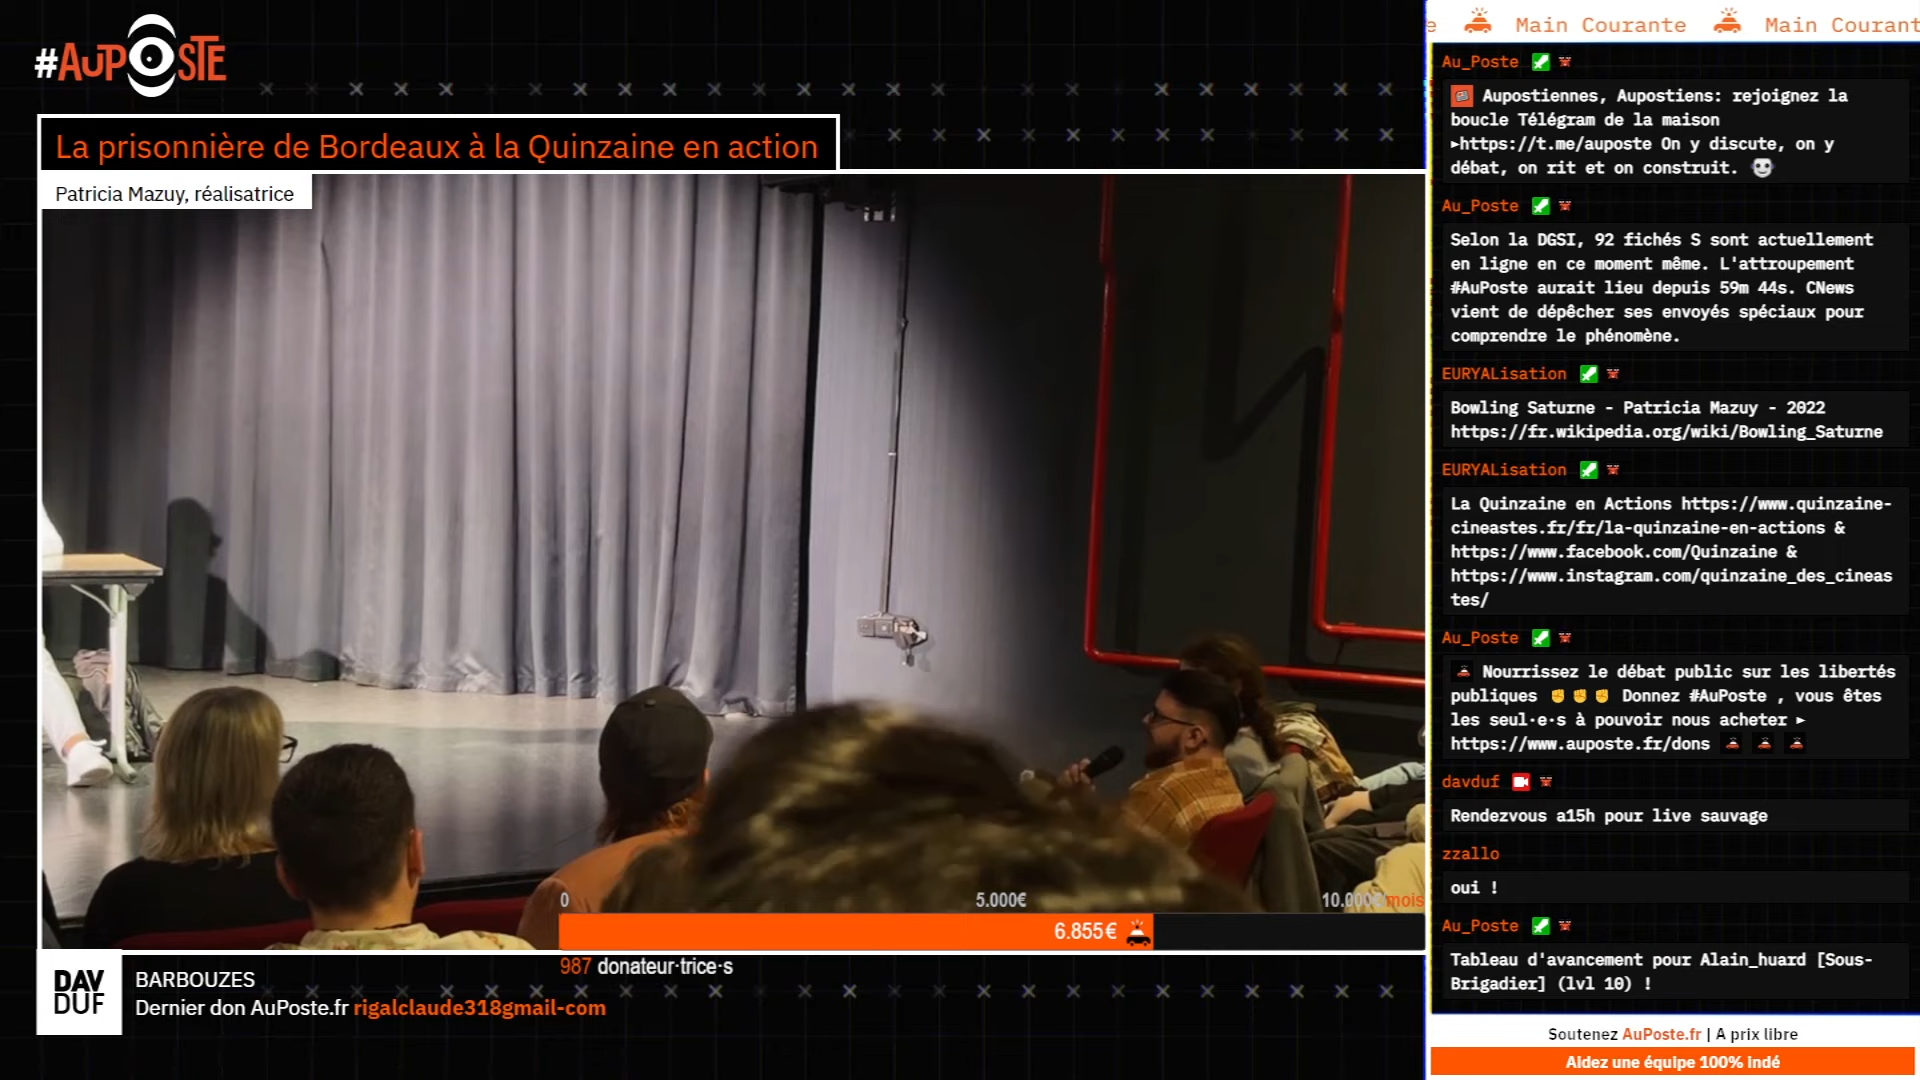 #AUPOSTE
La prisonnière de Bordeaux à la Quinzaine en action
Patricia Mazuy, réalisatrice
0
5.000€
10.000€
mois
6.855€
987 donateur·trice·s
DAV
DUF
BARBOUZES
Dernier don AuPoste.fr rigalclaude318gmail-com
Main Courante
Main Courant
Au_Poste
Aupostiennes, Aupostiens: rejoignez la
boucle Télégram de la maison
►https://t.me/auposte On y discute, on y
débat, on rit et on construit.
Au_Poste
Selon la DGSI, 92 fichés S sont actuellement
en ligne en ce moment même. L'attroupement
#AuPoste aurait lieu depuis 59m 44s. CNews
vient de dépêcher ses envoyés spéciaux pour
comprendre le phénomène.
EURYALisation
Bowling Saturne - Patricia Mazuy - 2022
https://fr.wikipedia.org/wiki/Bowling_Saturne
EURYALisation
La Quinzaine en Actions https://www.quinzaine-
cineastes.fr/fr/la-quinzaine-en-actions &
https://www.facebook.com/Quinzaine &
https://www.instagram.com/quinzaine_des_cineas
tes/
Au_Poste
Nourrissez le débat public sur les libertés
publiques ✊✊✊ Donnez #AuPoste , vous êtes
les seul·e·s à pouvoir nous acheter ►
https://www.auposte.fr/dons
davduf
Rendezvous a15h pour live sauvage
zzallo
oui !
Au_Poste
Tableau d'avancement pour Alain_huard [Sous-
Brigadier] (lvl 10) !
Soutenez AuPoste.fr | A prix libre
Aidez une équipe 100% indé